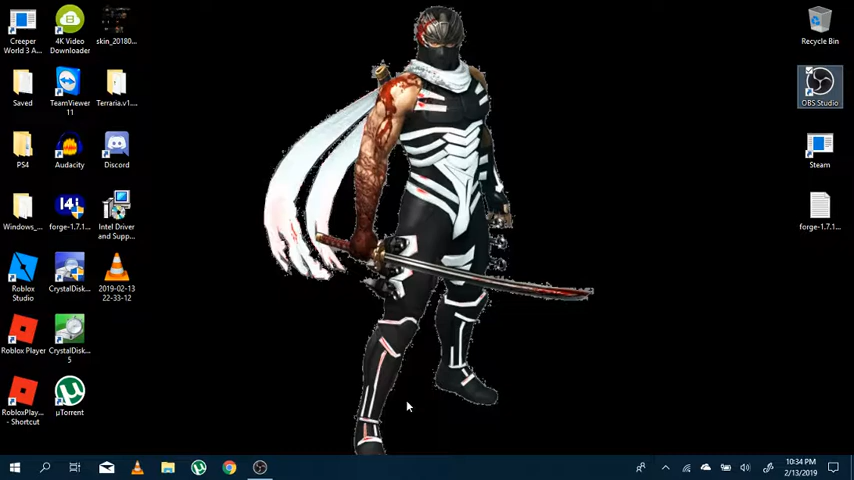 Creeper
World 3 A...
4K Video
Downloader
skin_20180...
Saved
TeamViewer
11
Terraria.v1....
PS4
Audacity
Discord
Windows_...
14i
forge-1.7.1...
Intel Driver
and Supp...
Roblox
Studio
CrystalDisk...
2019-02-03
22-33-12
Roblox Player
CrystalDisk...
5
RobloxPlay...
- Shortcut
µTorrent
Recycle Bin
OBS Studio
Steam
forge-1.7.1...
10:34 PM
2/13/2019